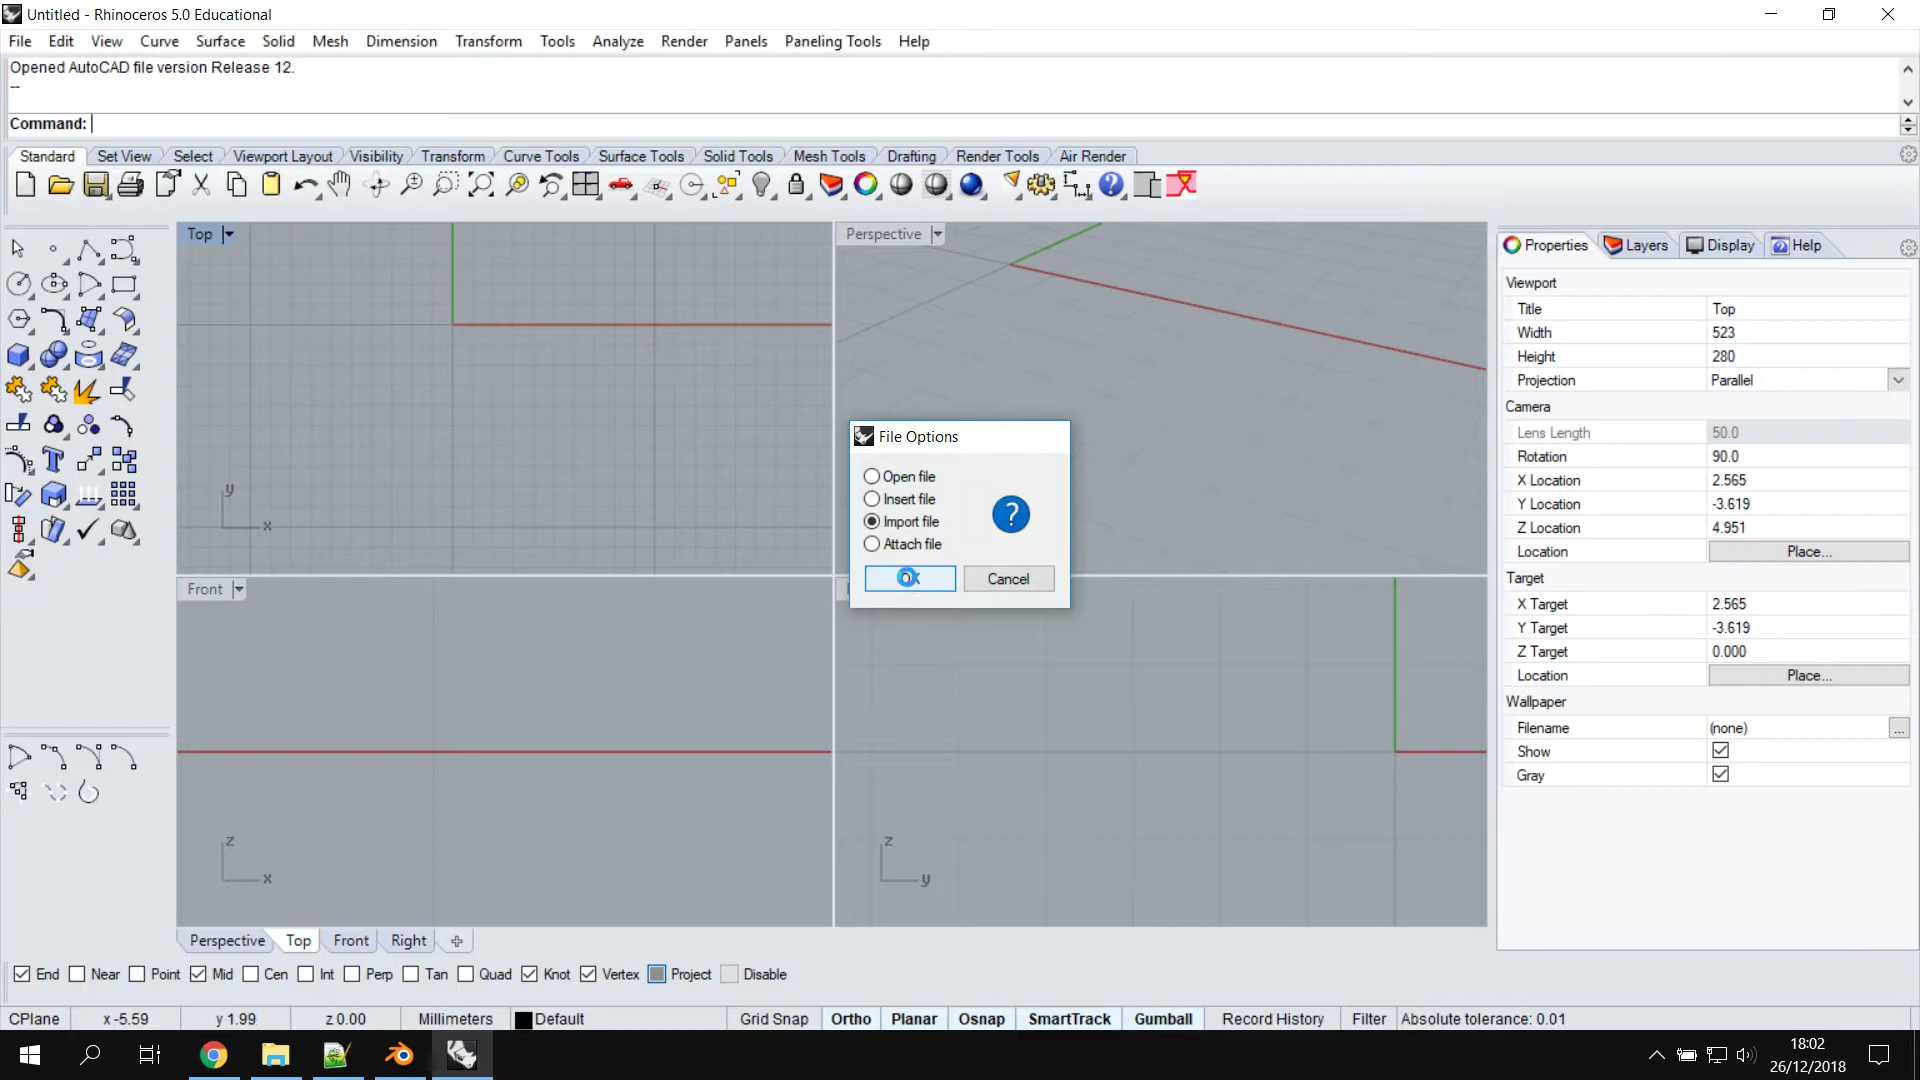 Untitled - Rhinoceros 5.0 Educational
File Edit View Curve Surface Solid Mesh Dimension Transform Tools Analyze Render Panels Paneling Tools Help
Opened AutoCAD file version Release 12.
--
Command:
Standard Set View Select Viewport Layout Visibility Transform Curve Tools Surface Tools Solid Tools Mesh Tools Drafting Render Tools Air Render
Top Perspective
Properties Layers Display Help
Viewport
Title Top
Width 523
Height 280
Projection Parallel
Camera
Lens Length 50.0
Rotation 90.0
X Location 2.565
Y Location -3.619
Z Location 4.951
Location Place...
Target
X Target 2.565
Y Target -3.619
Z Target 0.000
Location Place...
Wallpaper
Filename (none) ...
Show
Gray
File Options
Open file
Insert file
Import file
Attach file
OK Cancel
y
x
Front
z
x
z
y
Perspective Top Front Right
End Near Point Mid Cen Int Perp Tan Quad Knot Vertex Project Disable
CPlane x -5.59 y 1.99 z 0.00 Millimeters Default Grid Snap Ortho Planar Osnap SmartTrack Gumball Record History Filter Absolute tolerance: 0.01
18:02
26/12/2018